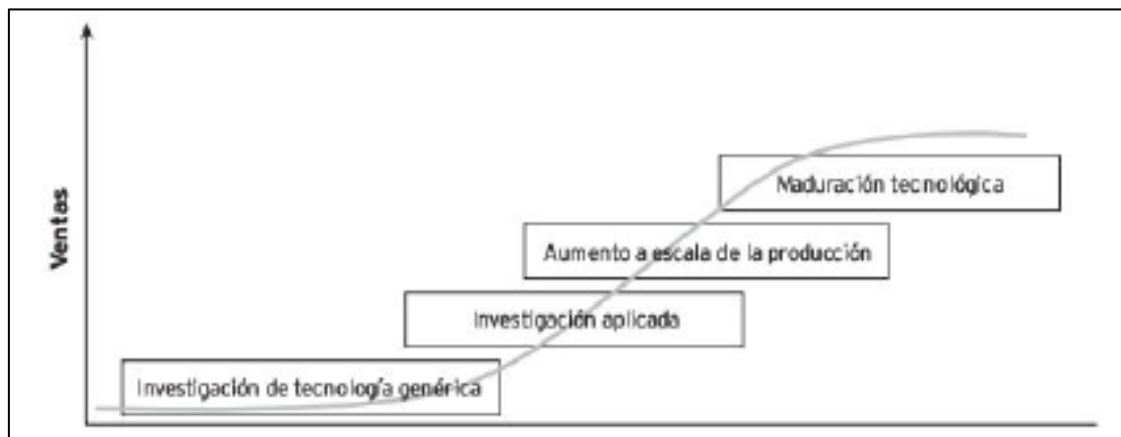 Ventas
Maduración tecnológica
Aumento a escala de la producción
Investigación aplicada
Investigación de tecnología genérica